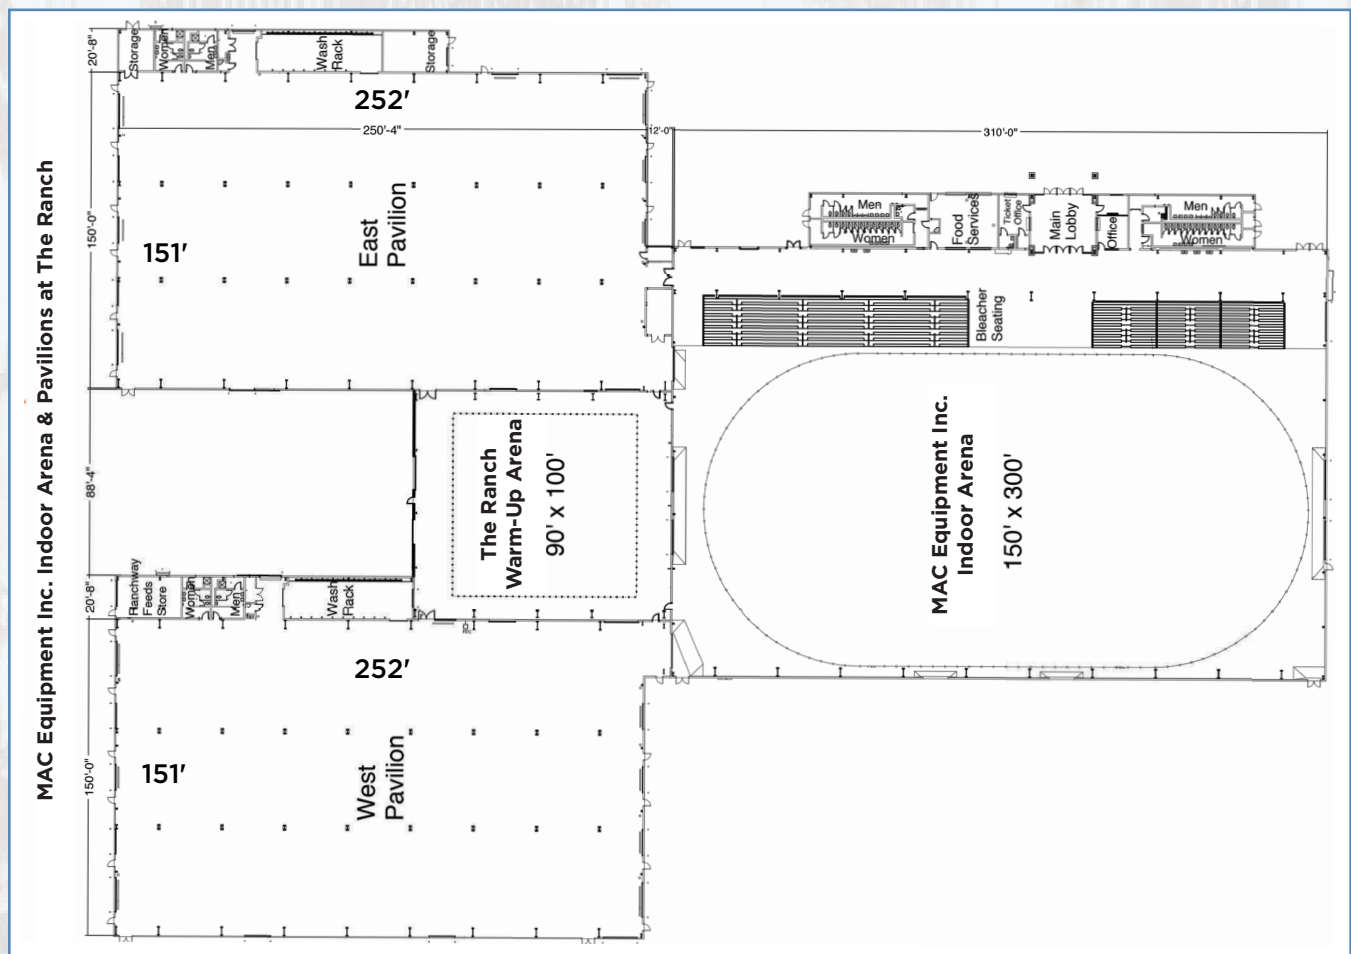 MAC Equipment Inc. Indoor Arena & Pavilions at The Ranch
20'-8"
Storage
Women
Men
Wash
Rack
Storage
252'
250'-4"
12'-0"
310'-0"
150'-0"
151'
East
Pavilion
Men
Women
Food
Services
Ticket
Office
Main
Lobby
Office
Men
Women
Bleacher
Seating
88'-4"
The Ranch
Warm-Up Arena
90' x 100'
MAC Equipment Inc.
Indoor Arena
150' x 300'
20'-8"
Ranchway
Feeds
Store
Women
Men
Wash
Rack
252'
150'-0"
151'
West
Pavilion